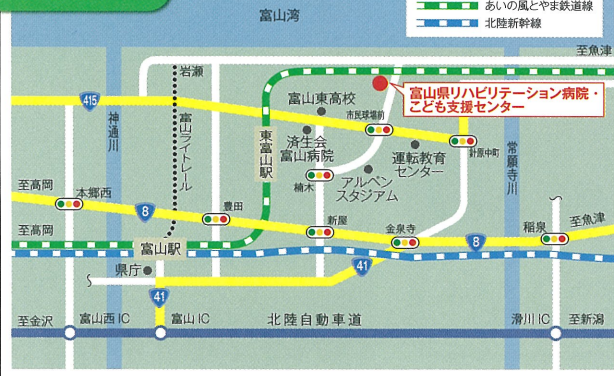 あいの風とやま鉄道線
北陸新幹線
富山湾
至魚津
岩瀬
富山県リハビリテーション病院・
こども支援センター
415
富山東高校
市民球場前
神通川
富山ライトレール
東富山駅
済生会
富山病院
運転教育
センター
計原中町
常願寺川
楠木
アルペン
スタジアム
至高岡
本郷西
8
豊田
新屋
金泉寺
8
稲泉
至魚津
至高岡
富山駅
県庁
41
41
至金沢
富山西IC
富山IC
北陸自動車道
滑川IC
至新潟